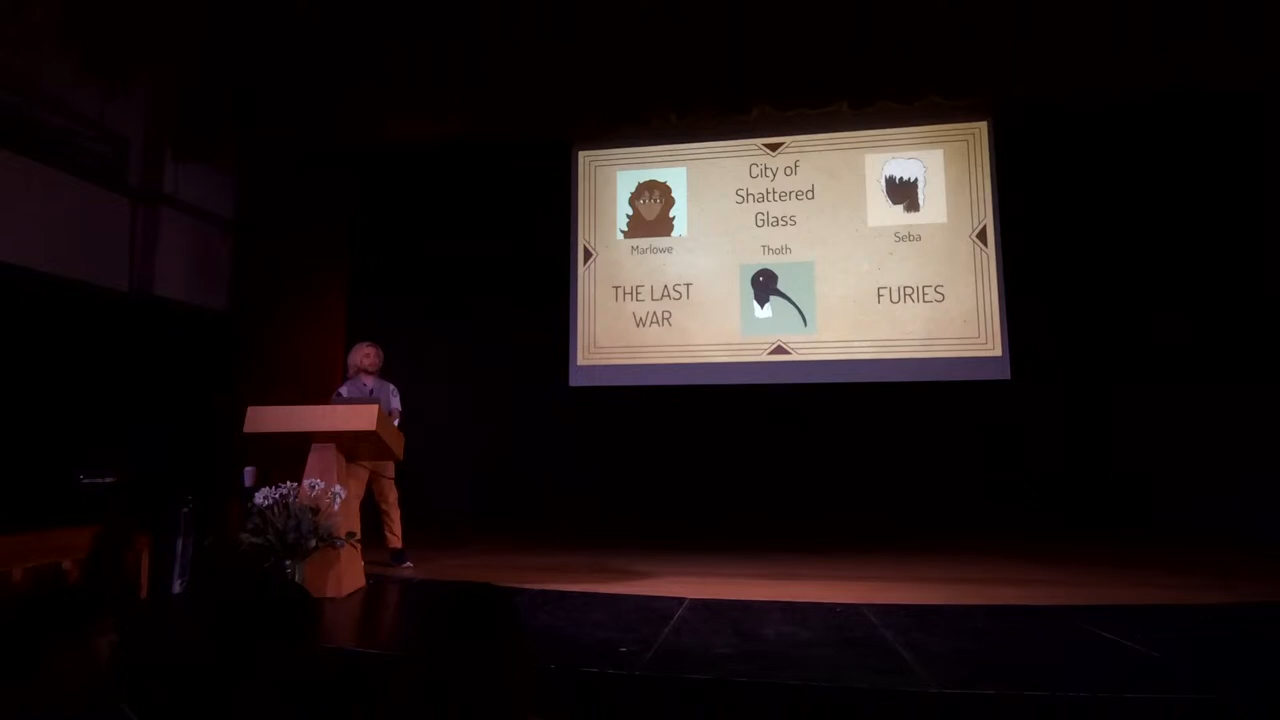 City of
Shattered
Glass
Marlowe
Thoth
Seba
THE LAST
WAR
FURIES